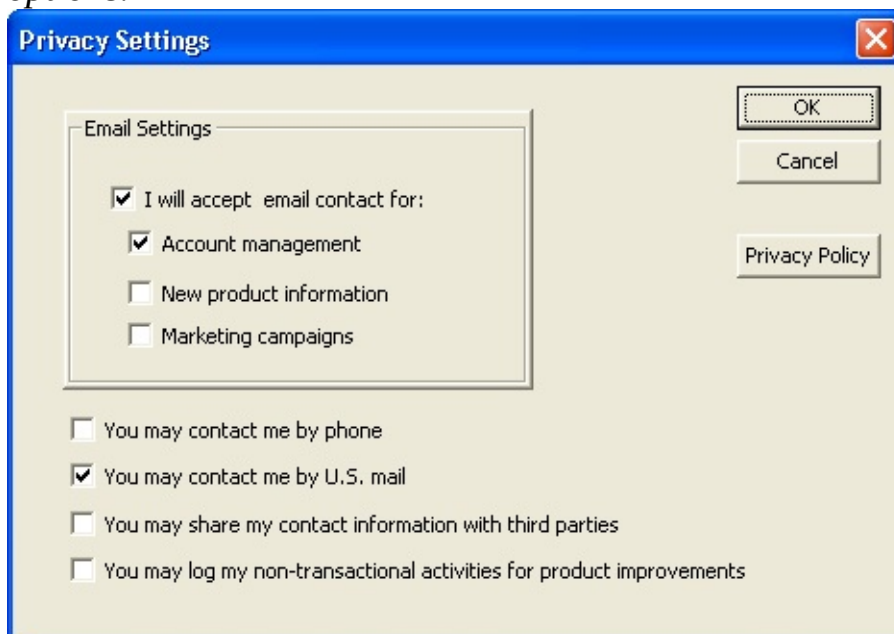 options.
Privacy Settings
OK
Email Settings
Cancel
I will accept email contact for:
Account management
Privacy Policy
New product information
Marketing campaigns
You may contact me by phone
You may contact me by U.S. mail
You may share my contact information with third parties
You may log my non-transactional activities for product improvements